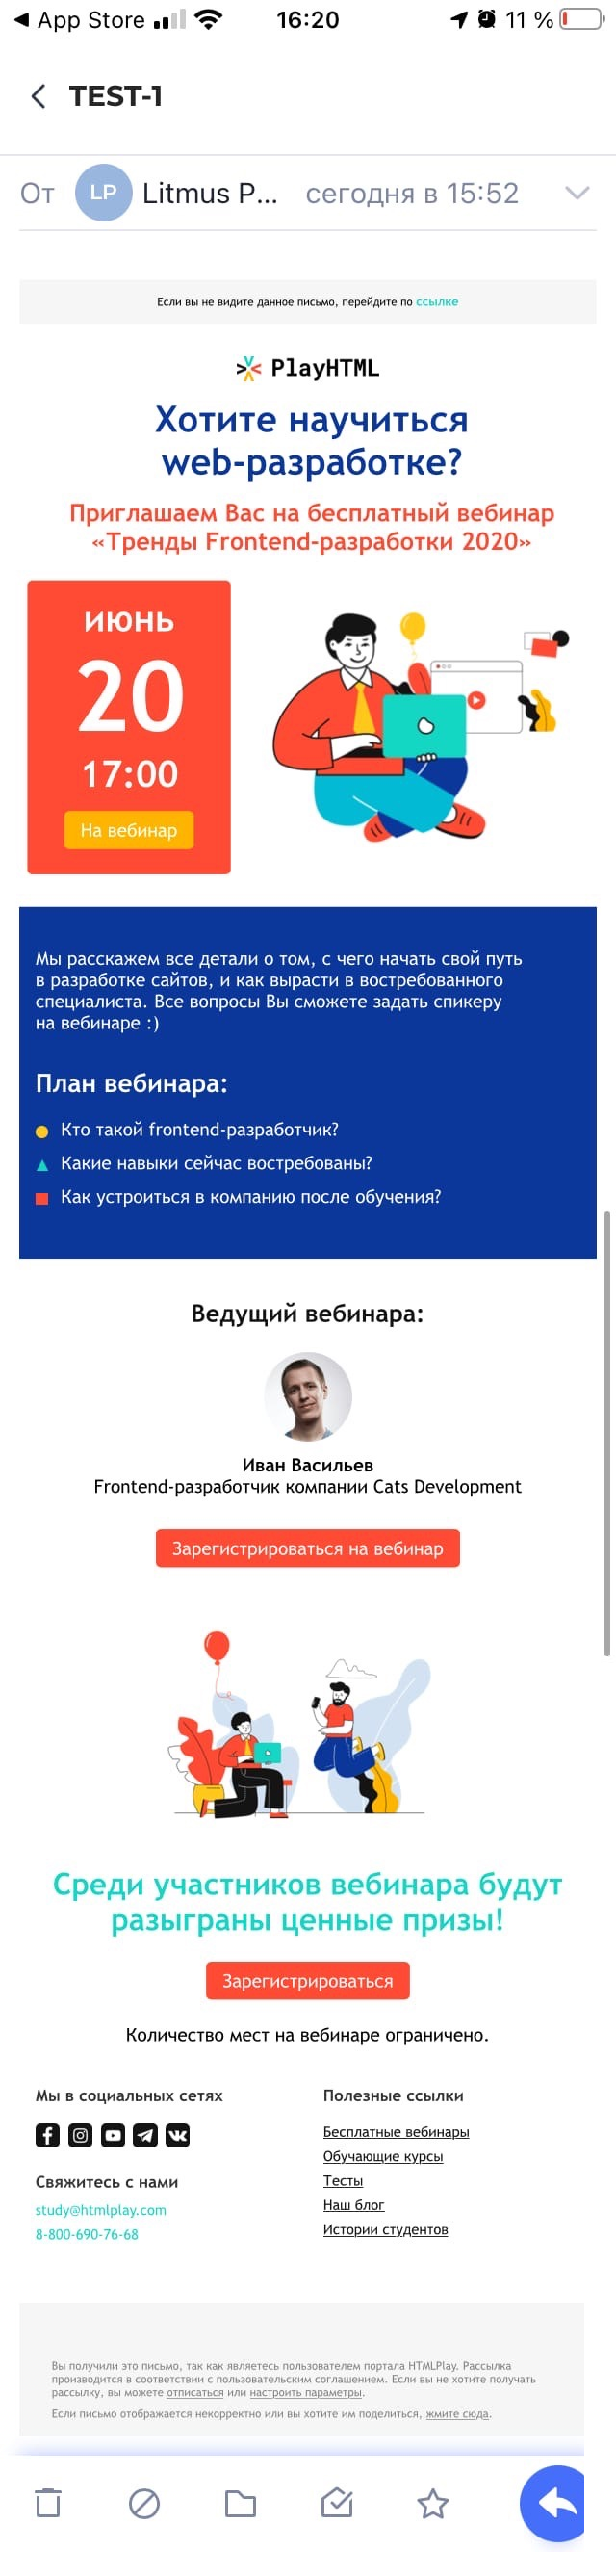 App Store 16:20 11 %
TEST-1
От LP Litmus P... сегодня в 15:52
Если вы не видите данное письмо, перейдите по ссылке
PlayHTML
Хотите научиться
web-разработке?
Приглашаем Вас на бесплатный вебинар
«Тренды Frontend-разработки 2020»
июнь
20
17:00
На вебинар
Мы расскажем все детали о том, с чего начать свой путь
в разработке сайтов, и как вырасти в востребованного
специалиста. Все вопросы Вы сможете задать спикеру
на вебинаре :)
План вебинара:
Кто такой frontend-разработчик?
Какие навыки сейчас востребованы?
Как устроиться в компанию после обучения?
Ведущий вебинара:
Иван Васильев
Frontend-разработчик компании Cats Development
Зарегистрироваться на вебинар
Среди участников вебинара будут
разыграны ценные призы!
Зарегистрироваться
Количество мест на вебинаре ограничено.
Мы в социальных сетях
Свяжитесь с нами
study@htmlplay.com
8-800-690-76-68
Полезные ссылки
Бесплатные вебинары
Обучающие курсы
Тесты
Наш блог
Истории студентов
Вы получили это письмо, так как являетесь пользователем портала HTMLPlay. Рассылка
производится в соответствии с пользовательским соглашением. Если вы не хотите получать
рассылку, вы можете отписаться или настроить параметры.
Если письмо отображается некорректно или вы хотите им поделиться, жмите сюда.